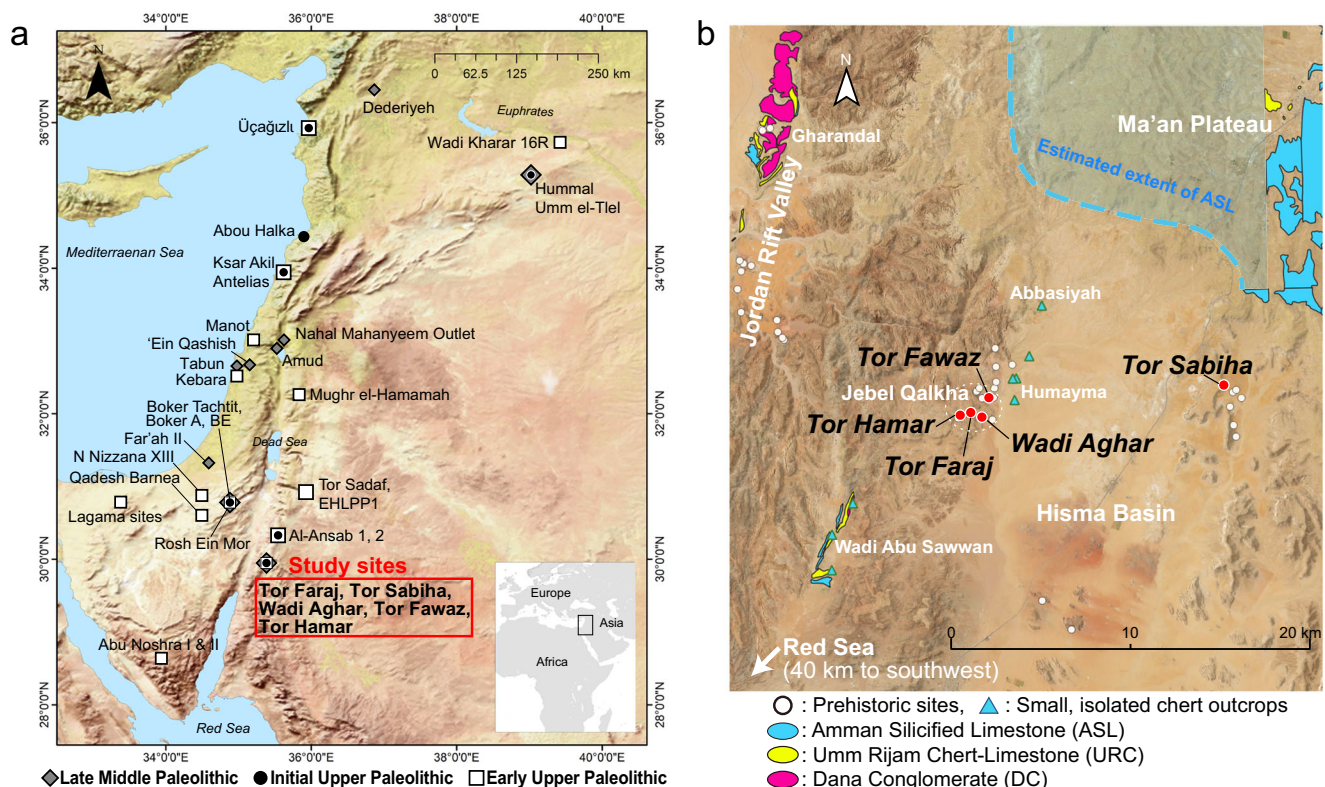 a
34°0'0"E
36°0'0"E
38°0'0"E
40°0'0"E
N
0 62.5 125 250 km
Dederiyeh
Euphrates
36°0'0"N
Üçağızlı
Wadi Kharar 16R
Hummal
Umm el-Tlel
Abou Halka
Mediterraenan Sea
Ksar Akil
Antelias
34°0'0"N
Manot
Nahal Mahanyeem Outlet
'Ein Qashish
Amud
Tabun
Kebara
Mughr el-Hamamah
32°0'0"N
Boker Tachtit,
Boker A, BE
Dead Sea
Far'ah II
N Nizzana XIII
Qadesh Barnea
Tor Sadaf,
EHLPP1
Lagama sites
Rosh Ein Mor
Al-Ansab 1, 2
30°0'0"N
Study sites
Tor Faraj, Tor Sabiha,
Wadi Aghar, Tor Fawaz,
Tor Hamar
Europe
Asia
Africa
Abu Noshra I & II
28°0'0"N
Red Sea
34°0'0"E
36°0'0"E
38°0'0"E
40°0'0"E
Late Middle Paleolithic
Initial Upper Paleolithic
Early Upper Paleolithic
b
N
Gharandal
Ma'an Plateau
Estimated extent of ASL
Jordan Rift Valley
Abbasiyah
Tor Fawaz
Tor Sabiha
Jebel Qalkha
Humayma
Tor Hamar
Wadi Aghar
Tor Faraj
Hisma Basin
Wadi Abu Sawwan
Red Sea
(40 km to southwest)
0 10 20 km
: Prehistoric sites, : Small, isolated chert outcrops
: Amman Silicified Limestone (ASL)
: Umm Rijam Chert-Limestone (URC)
: Dana Conglomerate (DC)